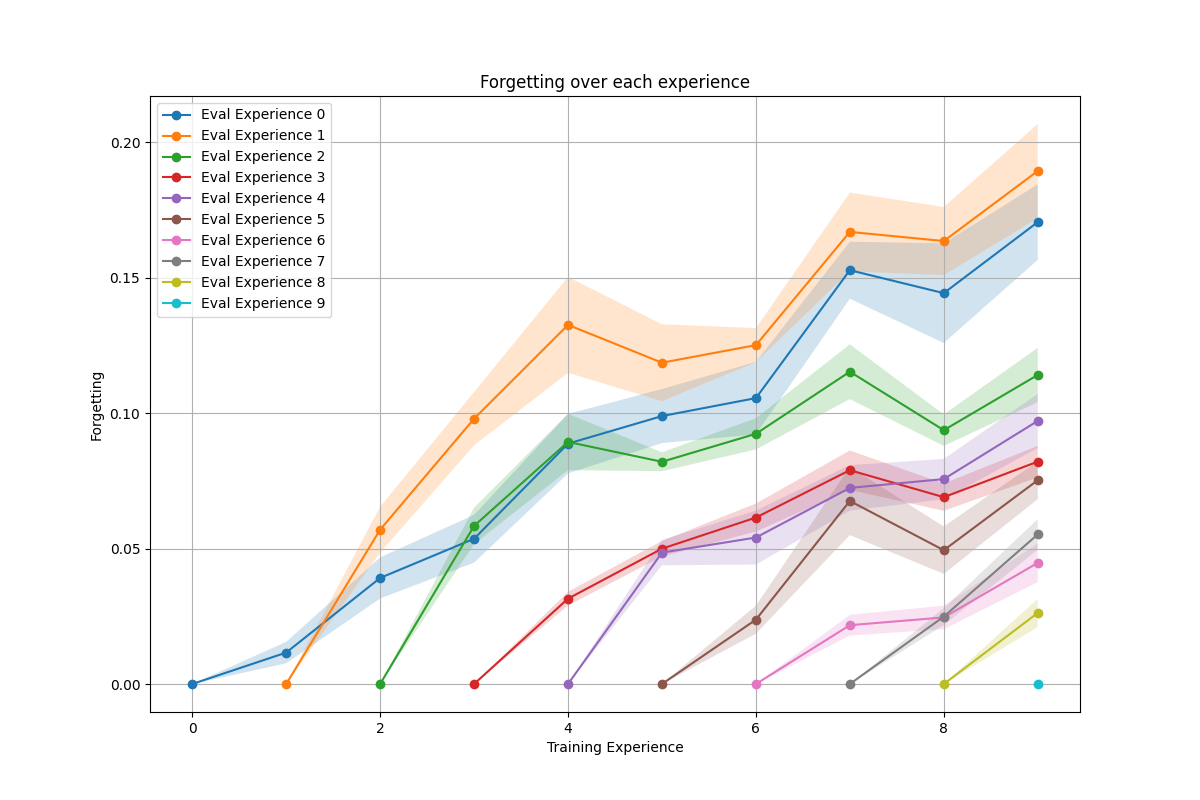 Forgetting over each experience
Eval Experience 0
Eval Experience 1
Eval Experience 2
Eval Experience 3
Eval Experience 4
Eval Experience 5
Eval Experience 6
Eval Experience 7
Eval Experience 8
Eval Experience 9
0.20
0.15
0.10
0.05
0.00
Forgetting
0 2 4 6 8
Training Experience